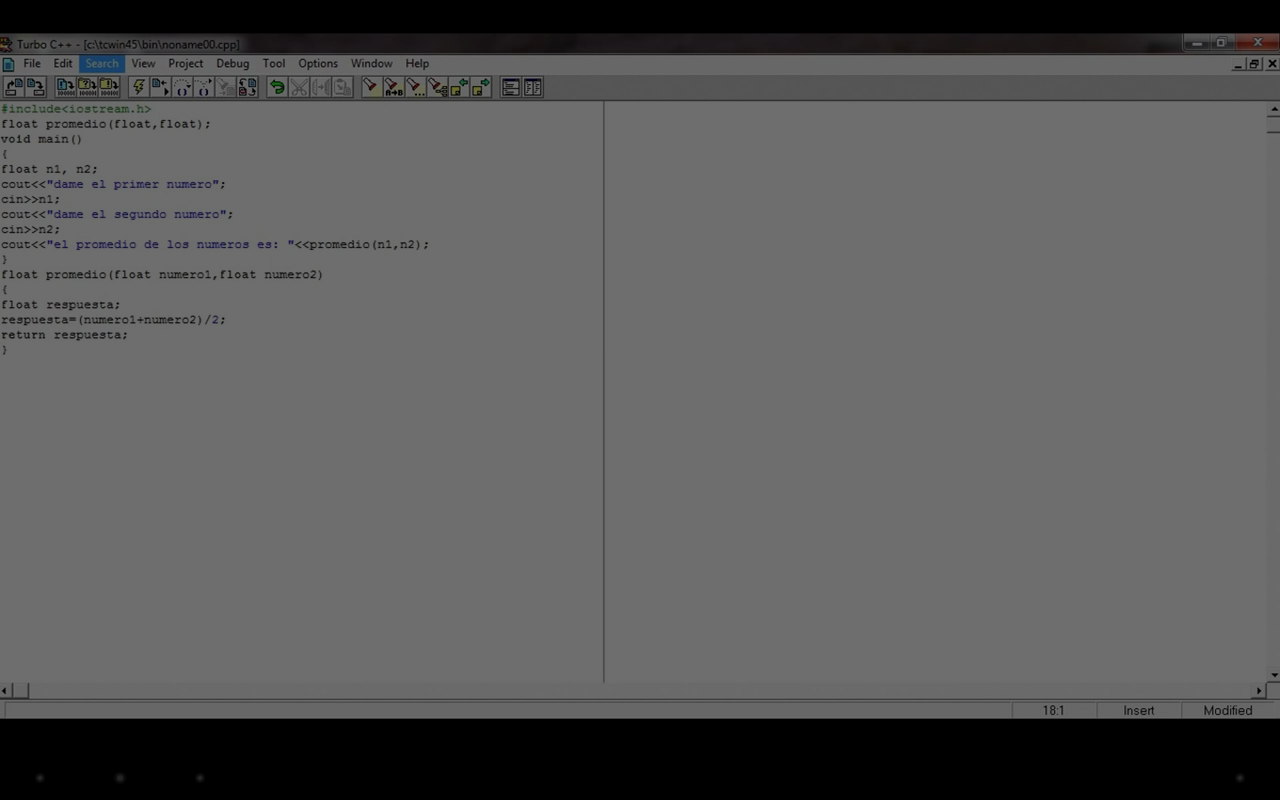 Turbo C++ - [c:\tcwin45\bin\noname00.cpp]
File Edit Search View Project Debug Tool Options Window Help
#include<iostream.h>
float promedio(float,float);
void main()
{
float n1, n2;
cout<<"dame el primer numero";
cin>>n1;
cout<<"dame el segundo numero";
cin>>n2;
cout<<"el promedio de los numeros es: "<<promedio(n1,n2);
}
float promedio(float numero1,float numero2)
{
float respuesta;
respuesta=(numero1+numero2)/2;
return respuesta;
}
18:1 Insert Modified